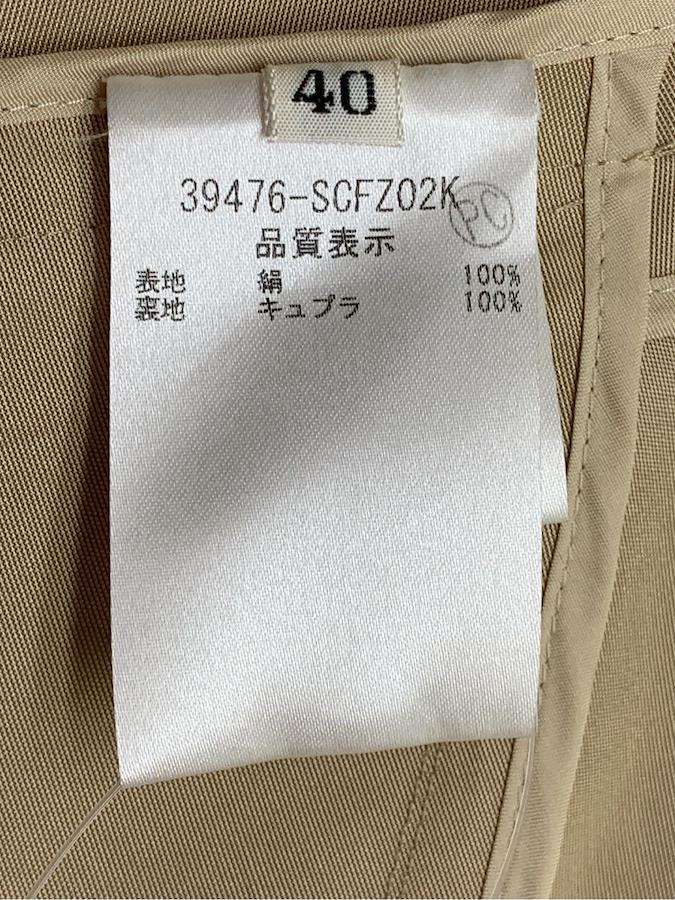 40
39476-SCFZ02K
PC
品質表示
表地 絹 100%
裏地 キュプラ 100%